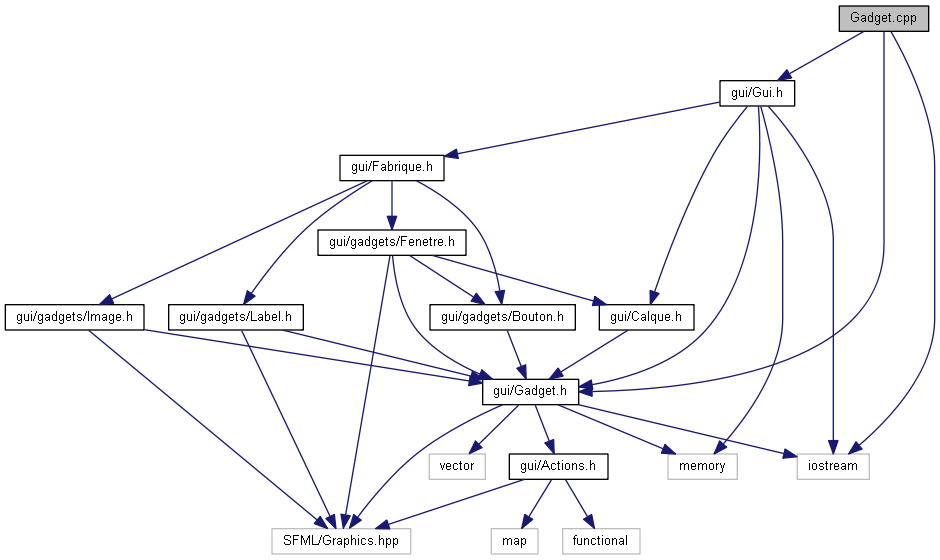 Gadget.cpp
gui/Gui.h
gui/Fabrique.h
gui/gadgets/Fenetre.h
gui/gadgets/Image.h
gui/gadgets/Label.h
gui/gadgets/Bouton.h
gui/Calque.h
gui/Gadget.h
vector
gui/Actions.h
memory
iostream
SFML/Graphics.hpp
map
functional